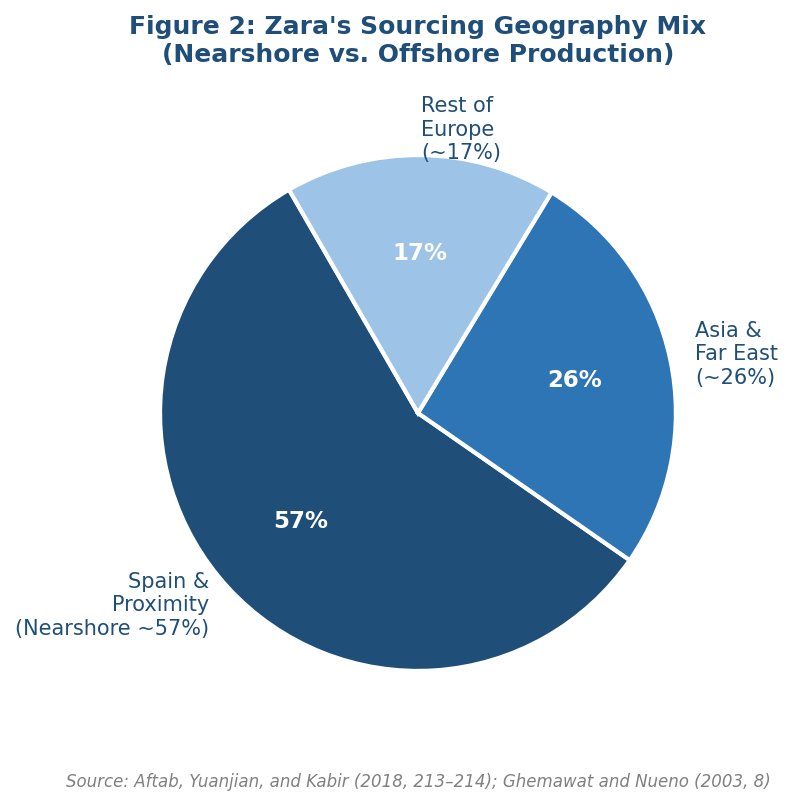 Figure 2: Zara's Sourcing Geography Mix
(Nearshore vs. Offshore Production)
Rest of
Europe
(~17%)
17%
Asia &
Far East
(~26%)
26%
57%
Spain &
Proximity
(Nearshore ~57%)
Source: Aftab, Yuanjian, and Kabir (2018, 213–214); Ghemawat and Nueno (2003, 8)